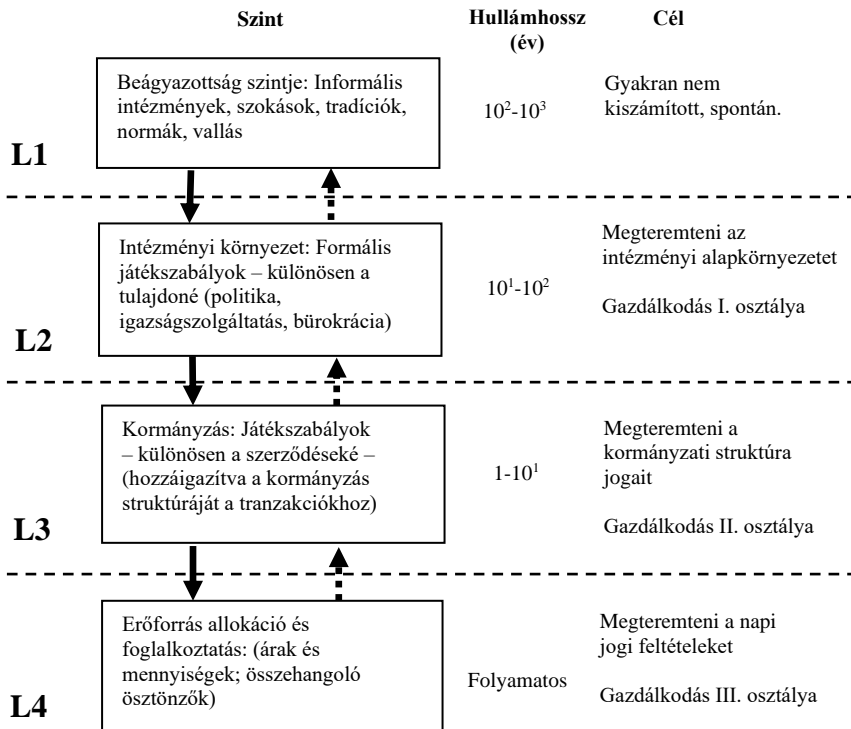 Szint
Hullámhossz
(év)
Cél
Beágyazottság szintje: Informális
intézmények, szokások, tradíciók,
normák, vallás
10²-10³
Gyakran nem
kiszámított, spontán.
L1
Intézményi környezet: Formális
játékszabályok – különösen a
tulajdoné (politika,
igazságszolgáltatás, bürokrácia)
10¹-10²
Megteremteni az
intézményi alapkörnyezetet
Gazdálkodás I. osztálya
L2
Kormányzás: Játékszabályok
– különösen a szerződéseké –
(hozzáigazítva a kormányzás
struktúráját a tranzakciókhoz)
1-10¹
Megteremteni a
kormányzati struktúra
jogait
Gazdálkodás II. osztálya
L3
Erőforrás allokáció és
foglalkoztatás: (árak és
mennyiségek; összehangoló
ösztönzők)
Folyamatos
Megteremteni a napi
jogi feltételeket
Gazdálkodás III. osztálya
L4